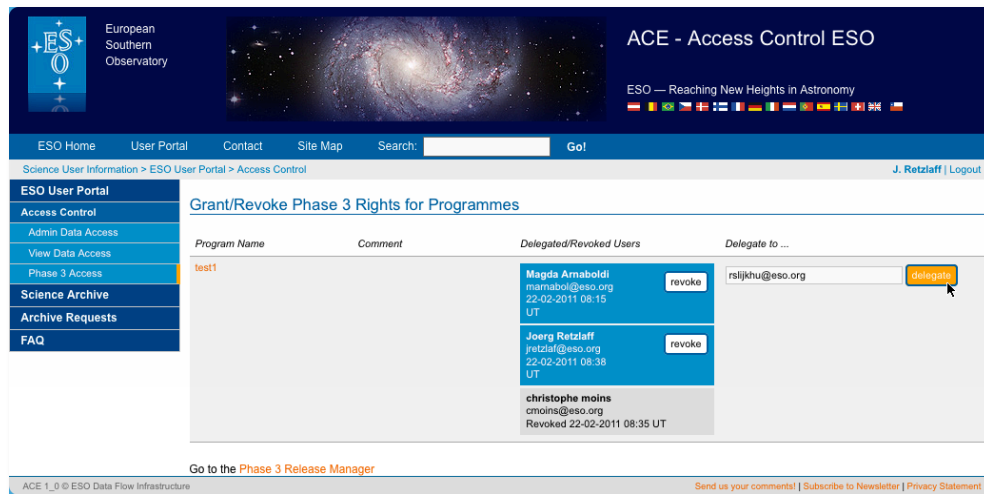 ES
O
European
Southern
Observatory
ACE - Access Control ESO
ESO — Reaching New Heights in Astronomy
ESO Home User Portal Contact Site Map Search: Go!
Science User Information > ESO User Portal > Access Control J. Retzlaff | Logout
ESO User Portal
Access Control
Admin Data Access
View Data Access
Phase 3 Access
Science Archive
Archive Requests
FAQ
Grant/Revoke Phase 3 Rights for Programmes
Program Name Comment Delegated/Revoked Users Delegate to ...
test1
Magda Arnaboldi
marnabol@eso.org
22-02-2011 08:15
UT
revoke
rslijkhu@eso.org delegate
Joerg Retzlaff
jretzlaf@eso.org
22-02-2011 08:38
UT
revoke
christophe moins
cmoins@eso.org
Revoked 22-02-2011 08:35 UT
Go to the Phase 3 Release Manager
ACE 1_0 © ESO Data Flow Infrastructure Send us your comments! | Subscribe to Newsletter | Privacy Statement